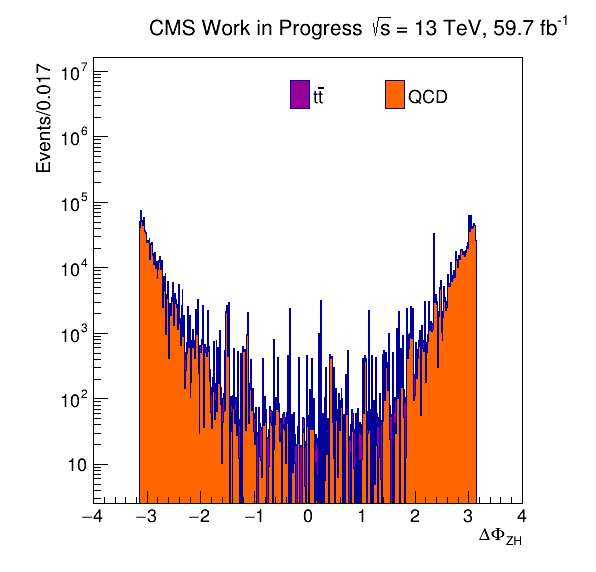 CMS Work in Progress √s = 13 TeV, 59.7 fb⁻¹
Events/0.017
10⁷
10⁶
10⁵
10⁴
10³
10²
10
tt̄
QCD
−4 −3 −2 −1 0 1 2 3 4
ΔΦ_ZH